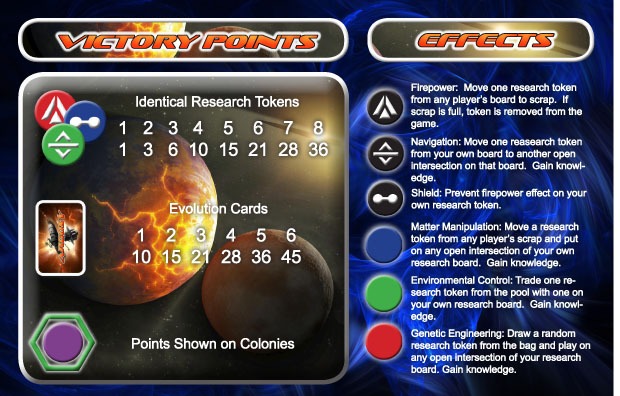 VICTORY POINTS
Identical Research Tokens
1 2 3 4 5 6 7 8
1 3 6 10 15 21 28 36
Evolution Cards
1 2 3 4 5 6
10 15 21 28 36 45
Points Shown on Colonies
EFFECTS
Firepower: Move one research token
from any player's board to scrap. If
scrap is full, token is removed from the
game.
Navigation: Move one reasearch token
from your own board to another open
intersection on that board. Gain knowl-
edge.
Shield: Prevent firepower effect on your
own research token.
Matter Manipulation: Move a research
token from any player's scrap and put
on any open intersection of your own
research board. Gain knowledge.
Environmental Control: Trade one re-
search token from the pool with one on
your own research board. Gain knowl-
edge.
Genetic Engineering: Draw a random
research token from the bag and play on
any open intersection of your research
board. Gain knowledge.